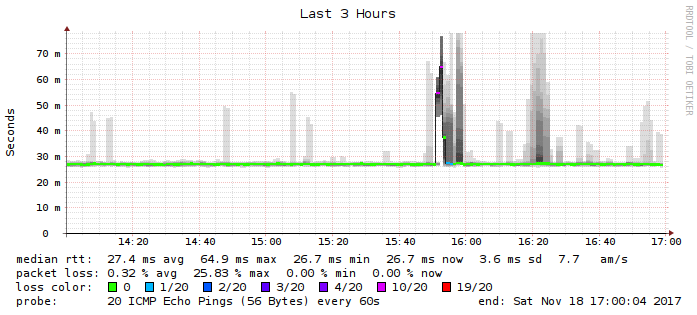 Last 3 Hours
RRDTOOL / TOBI OETIKER
Seconds
70 m
60 m
50 m
40 m
30 m
20 m
10 m
0
14:20 14:40 15:00 15:20 15:40 16:00 16:20 16:40 17:00
median rtt: 27.4 ms avg 64.9 ms max 26.7 ms min 26.7 ms now 3.6 ms sd 7.7 am/s
packet loss: 0.32 % avg 25.83 % max 0.00 % min 0.00 % now
loss color: 0 1/20 2/20 3/20 4/20 10/20 19/20
probe: 20 ICMP Echo Pings (56 Bytes) every 60s end: Sat Nov 18 17:00:04 2017